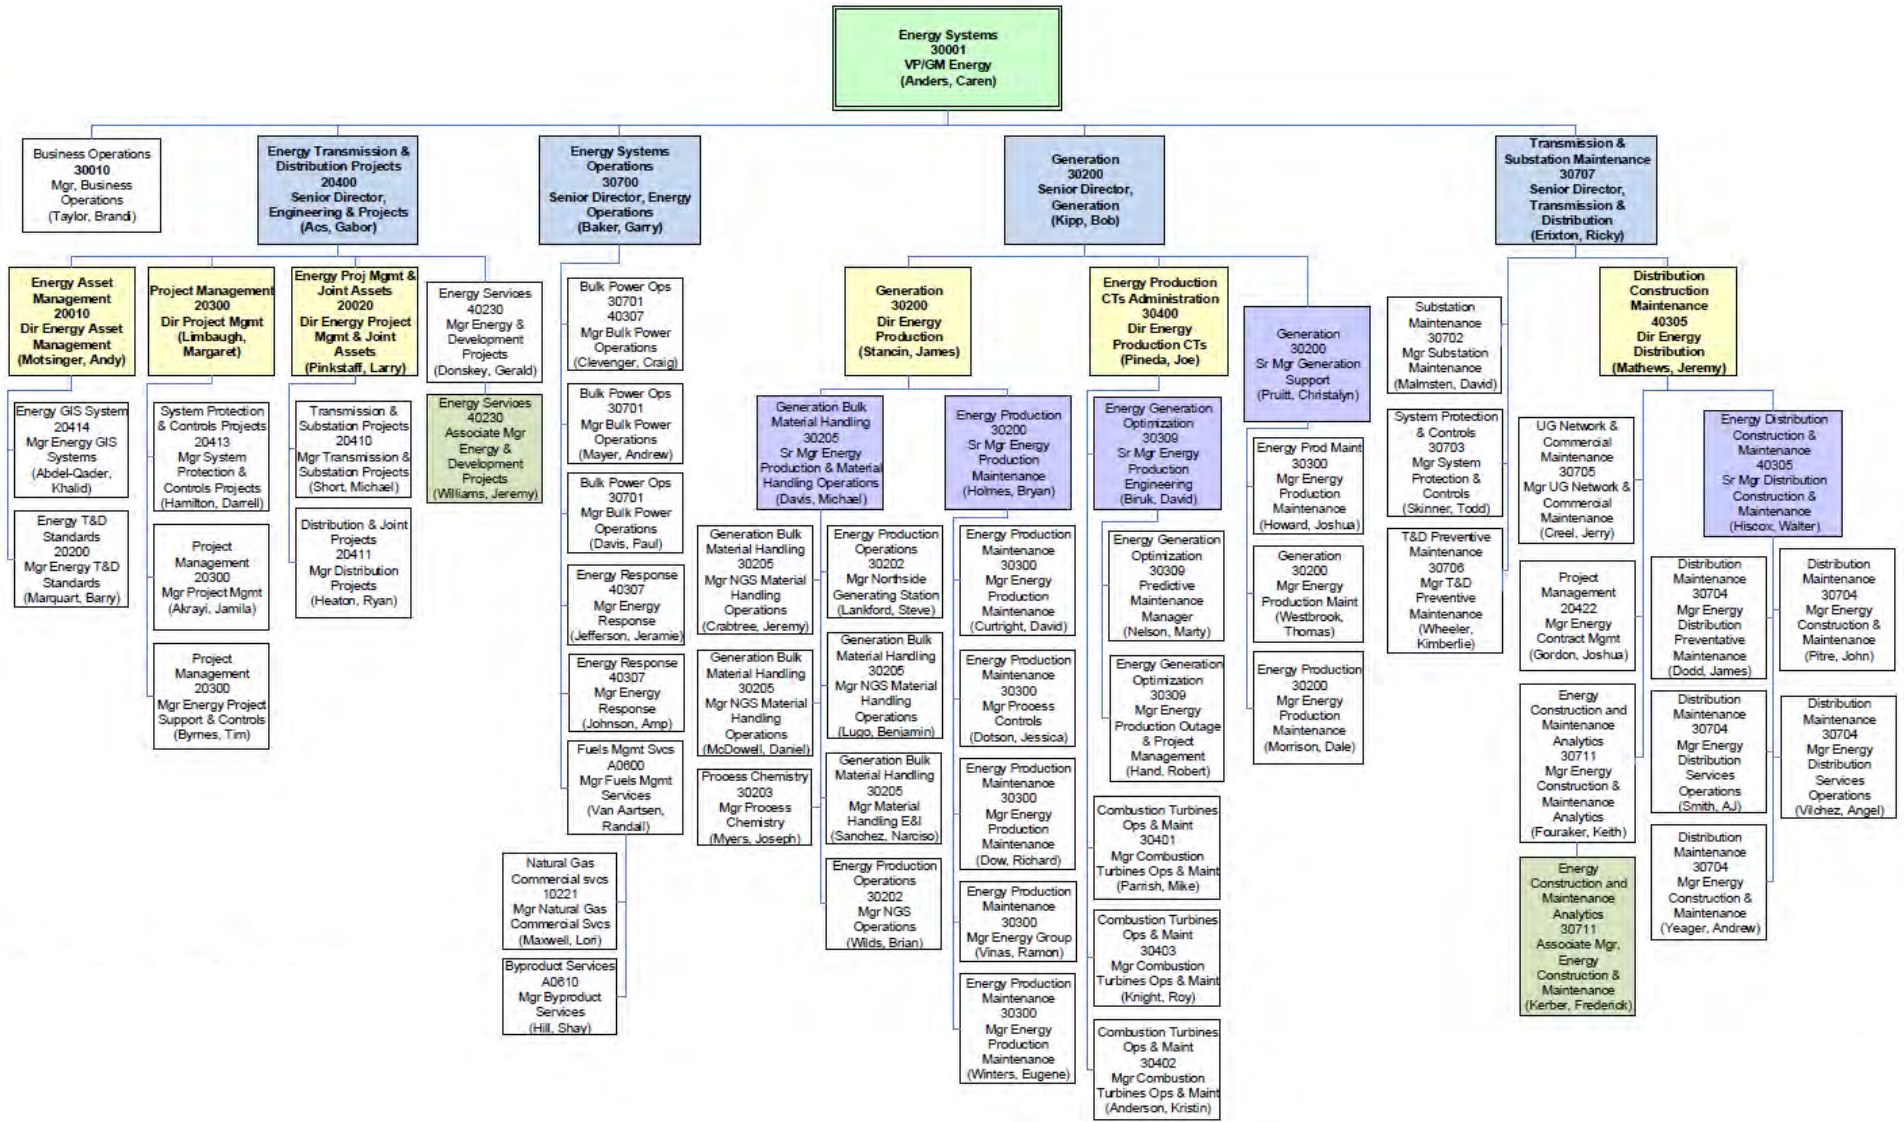 Energy Systems
30001
VP/GM Energy
(Anders, Caren)
Business Operations
30010
Mgr, Business
Operations
(Taylor, Brandi)
Energy Transmission &
Distribution Projects
20400
Senior Director,
Engineering & Projects
(Acs, Gabor)
Energy Systems
Operations
30700
Senior Director, Energy
Operations
(Baker, Garry)
Generation
30200
Senior Director,
Generation
(Kipp, Bob)
Transmission &
Substation Maintenance
30707
Senior Director,
Transmission &
Distribution
(Erixton, Ricky)
Energy Asset
Management
20010
Dir Energy Asset
Management
(Motsinger, Andy)
Project Management
20300
Dir Project Mgmt
(Limbaugh,
Margaret)
Energy Proj Mgmt &
Joint Assets
20020
Dir Energy Project
Mgmt & Joint
Assets
(Pinkstaff, Larry)
Energy Services
40230
Mgr Energy &
Development
Projects
(Donskey, Gerald)
Energy GIS System
20414
Mgr Energy GIS
Systems
(Abdel-Qader,
Khalid)
Energy T&D
Standards
20200
Mgr Energy T&D
Standards
(Marquart, Barry)
System Protection
& Controls Projects
20413
Mgr System
Protection &
Controls Projects
(Hamilton, Darrell)
Project
Management
20300
Mgr Project Mgmt
(Akrayi, Jamila)
Project
Management
20300
Mgr Energy Project
Support & Controls
(Byrnes, Tim)
Transmission &
Substation Projects
20410
Mgr Transmission &
Substation Projects
(Short, Michael)
Distribution & Joint
Projects
20411
Mgr Distribution
Projects
(Heaton, Ryan)
Energy Services
40230
Associate Mgr
Energy &
Development
Projects
(Williams, Jeremy)
Bulk Power Ops
30701
40307
Mgr Bulk Power
Operations
(Clevenger, Craig)
Bulk Power Ops
30701
Mgr Bulk Power
Operations
(Mayer, Andrew)
Bulk Power Ops
30701
Mgr Bulk Power
Operations
(Davis, Paul)
Energy Response
40307
Mgr Energy
Response
(Jefferson, Jeramie)
Energy Response
40307
Mgr Energy
Response
(Johnson, Amp)
Fuels Mgmt Svcs
A0600
Mgr Fuels Mgmt
Services
(Van Aartsen,
Randall)
Natural Gas
Commercial svcs
10221
Mgr Natural Gas
Commercial Svcs
(Maxwell, Lori)
Byproduct Services
A0610
Mgr Byproduct
Services
(Hill, Shay)
Generation
30200
Dir Energy
Production
(Stancin, James)
Energy Production
CTs Administration
30400
Dir Energy
Production CTs
(Pineda, Joe)
Generation
30200
Sr Mgr Generation
Support
(Pruitt, Christalyn)
Generation Bulk
Material Handling
30205
Sr Mgr Energy
Production & Material
Handling Operations
(Davis, Michael)
Energy Production
30200
Sr Mgr Energy
Production
Maintenance
(Holmes, Bryan)
Energy Generation
Optimization
30309
Sr Mgr Energy
Production
Engineering
(Biruk, David)
Generation Bulk
Material Handling
30205
Mgr NGS Material
Handling
Operations
(Crabtree, Jeremy)
Generation Bulk
Material Handling
30205
Mgr NGS Material
Handling
Operations
(McDowell, Daniel)
Process Chemistry
30203
Mgr Process
Chemistry
(Myers, Joseph)
Energy Production
Operations
30202
Mgr Northside
Generating Station
(Lankford, Steve)
Generation Bulk
Material Handling
30205
Mgr NGS Material
Handling
Operations
(Lugo, Benjamin)
Generation Bulk
Material Handling
30205
Mgr Material
Handling E&I
(Sanchez, Narciso)
Energy Production
Operations
30202
Mgr NGS
Operations
(Wilds, Brian)
Energy Production
Maintenance
30300
Mgr Energy
Production
Maintenance
(Curtright, David)
Energy Production
Maintenance
30300
Mgr Process
Controls
(Dotson, Jessica)
Energy Production
Maintenance
30300
Mgr Energy
Production
Maintenance
(Dow, Richard)
Energy Production
Maintenance
30300
Mgr Energy Group
(Vinas, Ramon)
Energy Production
Maintenance
30300
Mgr Energy
Production
Maintenance
(Winters, Eugene)
Energy Generation
Optimization
30309
Predictive
Maintenance
Manager
(Nelson, Marty)
Energy Generation
Optimization
30309
Mgr Energy
Production Outage
& Project
Management
(Hand, Robert)
Combustion Turbines
Ops & Maint
30401
Mgr Combustion
Turbines Ops & Maint
(Parrish, Mike)
Combustion Turbines
Ops & Maint
30403
Mgr Combustion
Turbines Ops & Maint
(Knight, Roy)
Combustion Turbines
Ops & Maint
30402
Mgr Combustion
Turbines Ops & Maint
(Anderson, Kristin)
Energy Prod Maint
30300
Mgr Energy
Production
Maintenance
(Howard, Joshua)
Generation
30200
Mgr Energy
Production Maint
(Westbrook,
Thomas)
Energy Production
30200
Mgr Energy
Production
Maintenance
(Morrison, Dale)
Substation
Maintenance
30702
Mgr Substation
Maintenance
(Malmsten, David)
System Protection
& Controls
30703
Mgr System
Protection &
Controls
(Skinner, Todd)
T&D Preventive
Maintenance
30706
Mgr T&D
Preventive
Maintenance
(Wheeler,
Kimberlie)
Distribution
Construction
Maintenance
40305
Dir Energy
Distribution
(Mathews, Jeremy)
UG Network &
Commercial
Maintenance
30705
Mgr UG Network &
Commercial
Maintenance
(Creel, Jerry)
Project
Management
20422
Mgr Energy
Contract Mgmt
(Gordon, Joshua)
Energy
Construction and
Maintenance
Analytics
30711
Mgr Energy
Construction &
Maintenance
Analytics
(Fouraker, Keith)
Energy
Construction and
Maintenance
Analytics
30711
Associate Mgr,
Energy
Construction &
Maintenance
(Kerber, Frederick)
Energy Distribution
Construction &
Maintenance
40305
Sr Mgr Distribution
Construction &
Maintenance
(Hiscox, Walter)
Distribution
Maintenance
30704
Mgr Energy
Distribution
Preventative
Maintenance
(Dodd, James)
Distribution
Maintenance
30704
Mgr Energy
Distribution
Services
Operations
(Smith, AJ)
Distribution
Maintenance
30704
Mgr Energy
Construction &
Maintenance
(Yeager, Andrew)
Distribution
Maintenance
30704
Mgr Energy
Construction &
Maintenance
(Pitre, John)
Distribution
Maintenance
30704
Mgr Energy
Distribution
Services
Operations
(Vilchez, Angel)